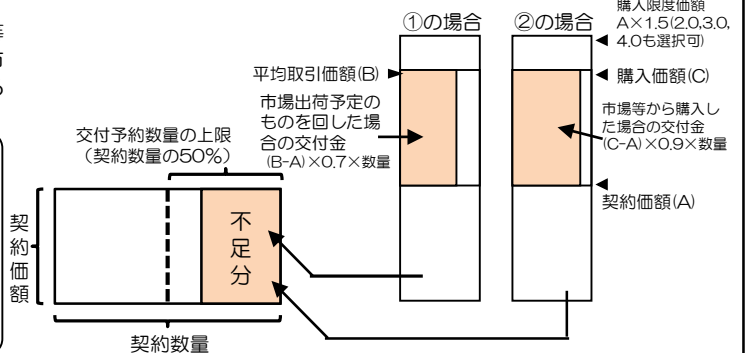 ①の場合
②の場合
購入限度価額
A×1.5(2.0,3.0,
4.0も選択可)
平均取引価額(B)
購入価額(C)
市場出荷予定の
ものを回した場
合の交付金
(B-A)×0.7×数量
市場等から購入し
た場合の交付金
(C-A)×0.9×数量
契約価額(A)
交付予約数量の上限
(契約数量の50%)
契約価額
不足分
契約数量